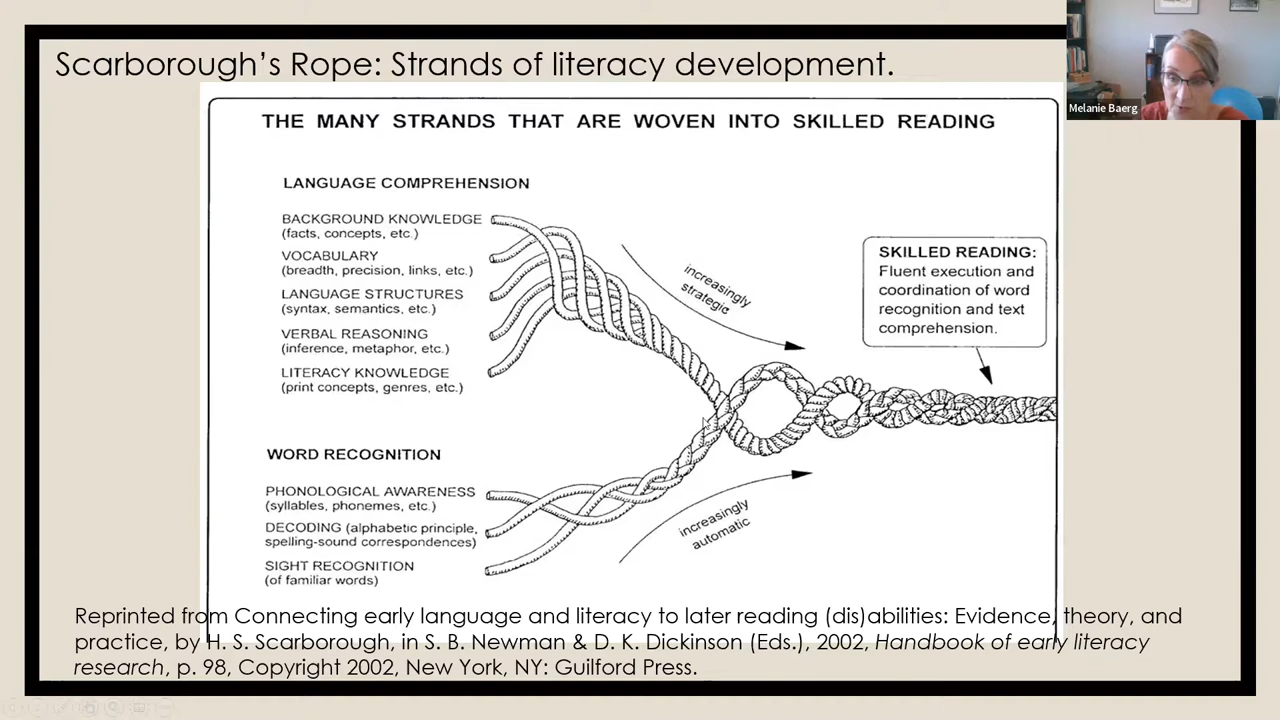 Scarborough's Rope: Strands of literacy development.
Melanie Baerg
THE MANY STRANDS THAT ARE WOVEN INTO SKILLED READING
LANGUAGE COMPREHENSION
BACKGROUND KNOWLEDGE
(facts, concepts, etc.)
VOCABULARY
(breadth, precision, links, etc.)
LANGUAGE STRUCTURES
(syntax, semantics, etc.)
VERBAL REASONING
(inference, metaphor, etc.)
LITERACY KNOWLEDGE
(print concepts, genres, etc.)
increasingly
strategic
SKILLED READING:
Fluent execution and
coordination of word
recognition and text
comprehension.
WORD RECOGNITION
PHONOLOGICAL AWARENESS
(syllables, phonemes, etc.)
DECODING (alphabetic principle,
spelling-sound correspondences)
SIGHT RECOGNITION
(of familiar words)
increasingly
automatic
Reprinted from Connecting early language and literacy to later reading (dis)abilities: Evidence, theory, and
practice, by H. S. Scarborough, in S. B. Newman & D. K. Dickinson (Eds.), 2002, Handbook of early literacy
research, p. 98, Copyright 2002, New York, NY: Guilford Press.